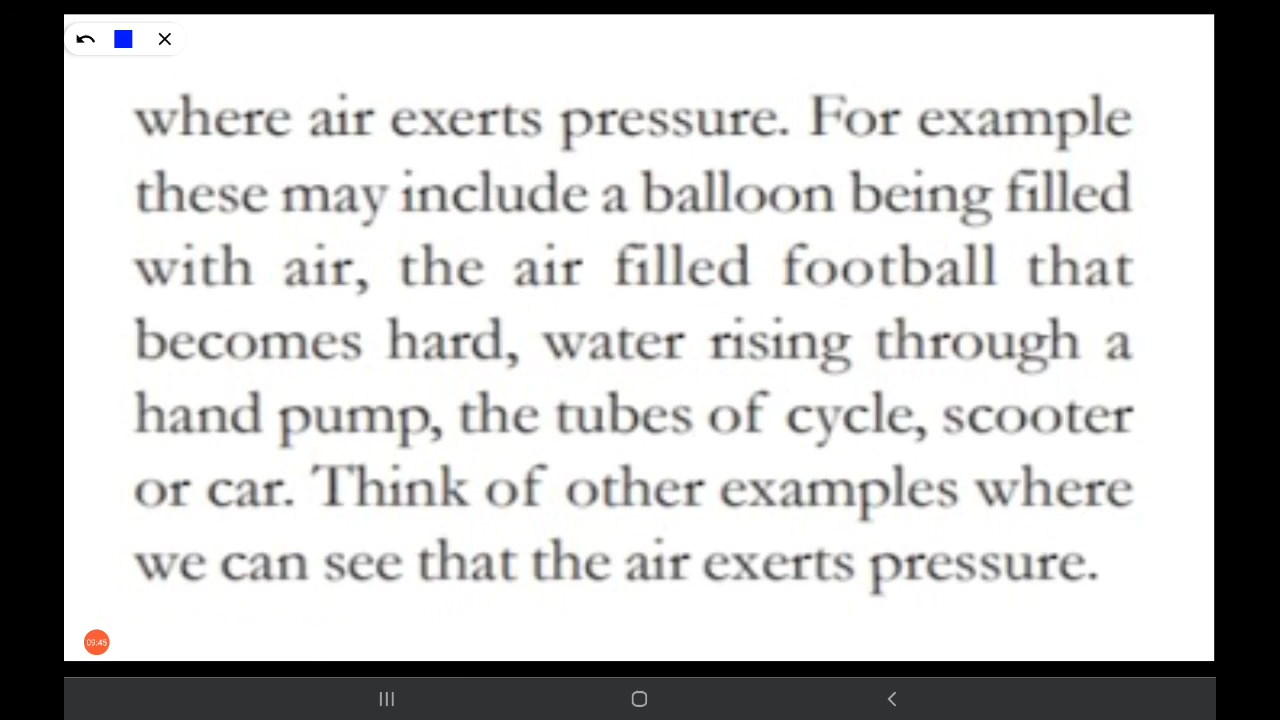 where air exerts pressure. For example
these may include a balloon being filled
with air, the air filled football that
becomes hard, water rising through a
hand pump, the tubes of cycle, scooter
or car. Think of other examples where
we can see that the air exerts pressure.
09:45